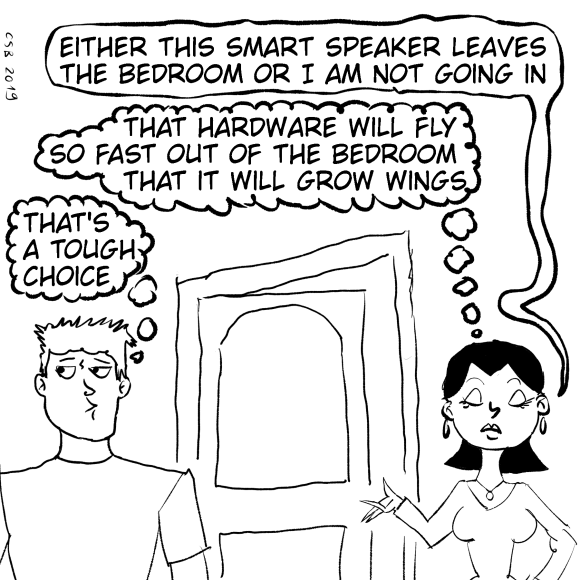 CSB 2019
EITHER THIS SMART SPEAKER LEAVES
THE BEDROOM OR I AM NOT GOING IN
THAT HARDWARE WILL FLY
SO FAST OUT OF THE BEDROOM
THAT IT WILL GROW WINGS
THAT'S
A TOUGH
CHOICE